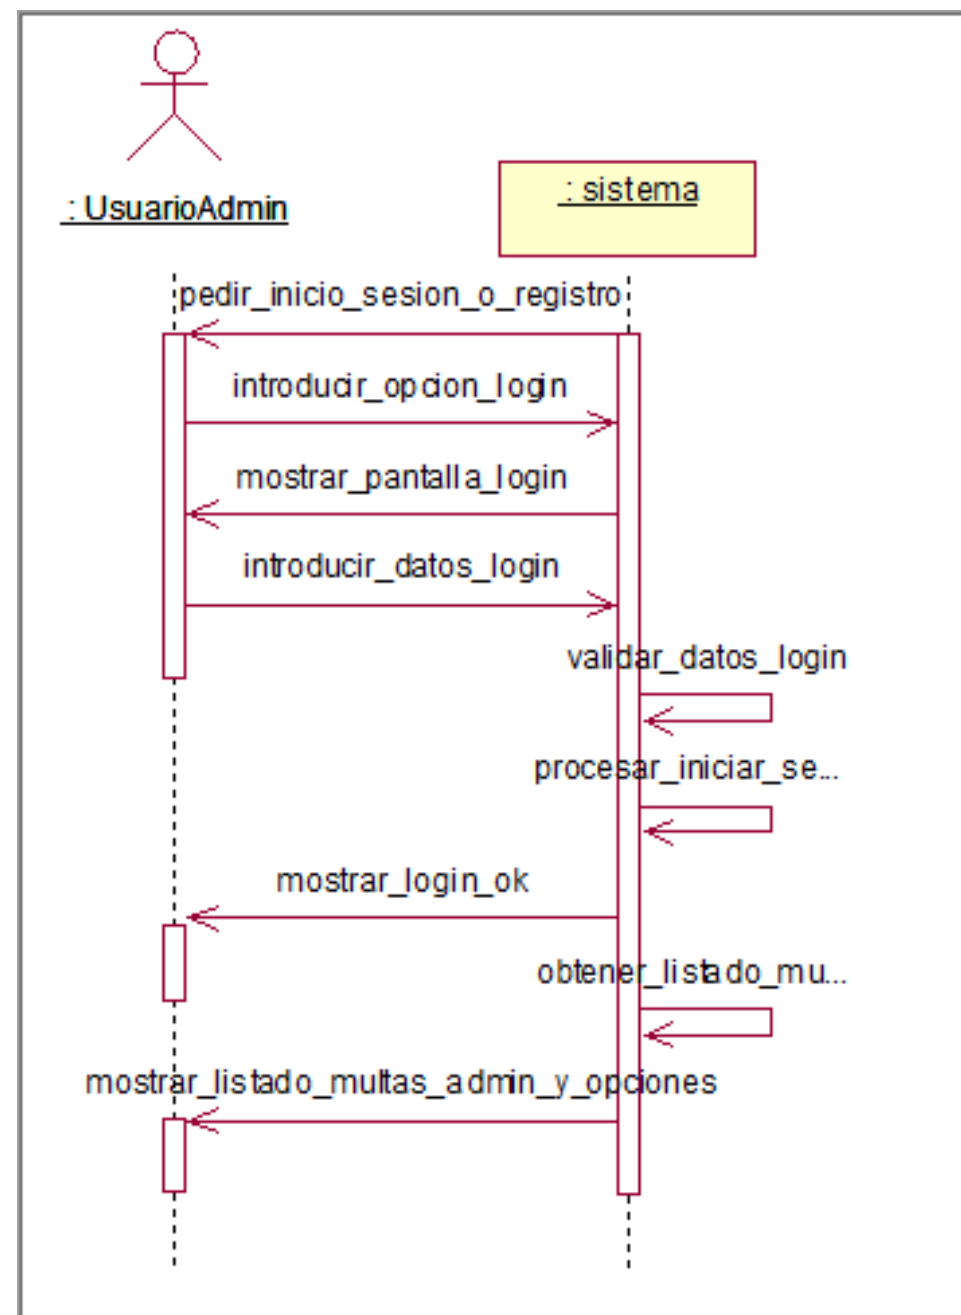 : UsuarioAdmin
: sistema
pedir_inicio_sesion_o_registro
introducir_opcion_login
mostrar_pantalla_login
introducir_datos_login
validar_datos_login
procesar_iniciar_se...
mostrar_login_ok
obtener_listado_mu...
mostrar_listado_multas_admin_y_opciones